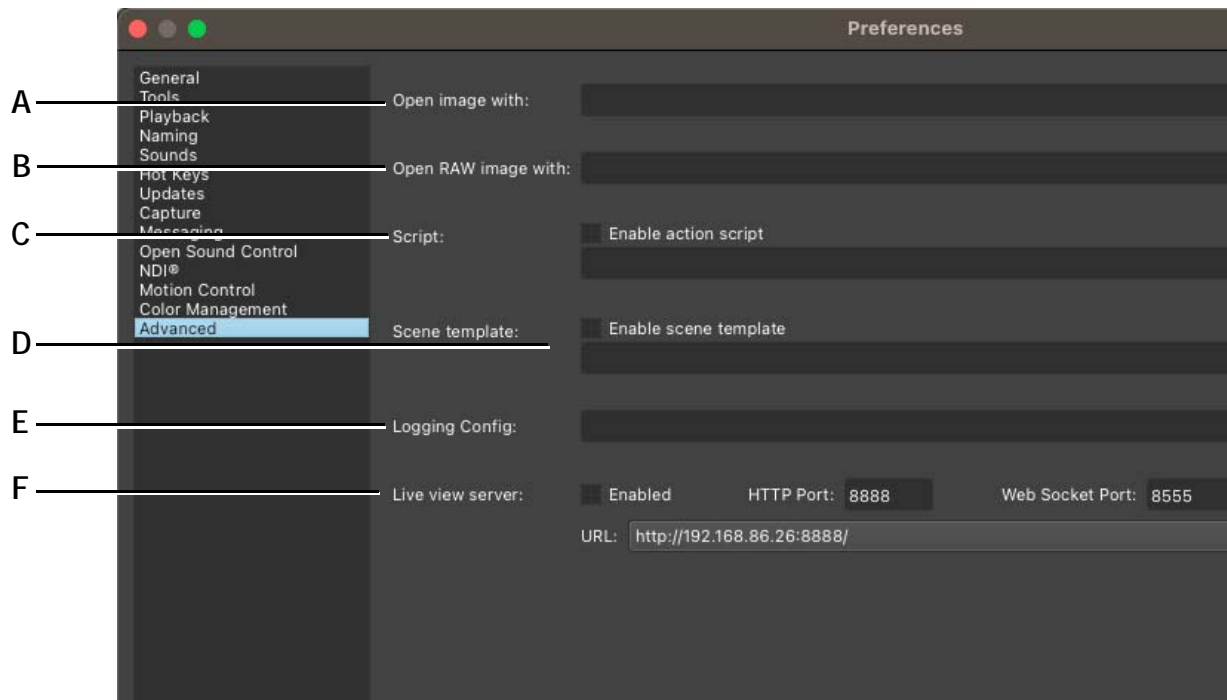 Preferences
General
Tools
Playback
Naming
Sounds
Hot Keys
Updates
Capture
Messaging
Open Sound Control
NDI®
Motion Control
Color Management
Advanced
A
Open image with:
B
Open RAW image with:
C
Script:
Enable action script
D
Scene template:
Enable scene template
E
Logging Config:
F
Live view server:
Enabled
HTTP Port: 8888
Web Socket Port: 8555
URL: http://192.168.86.26:8888/